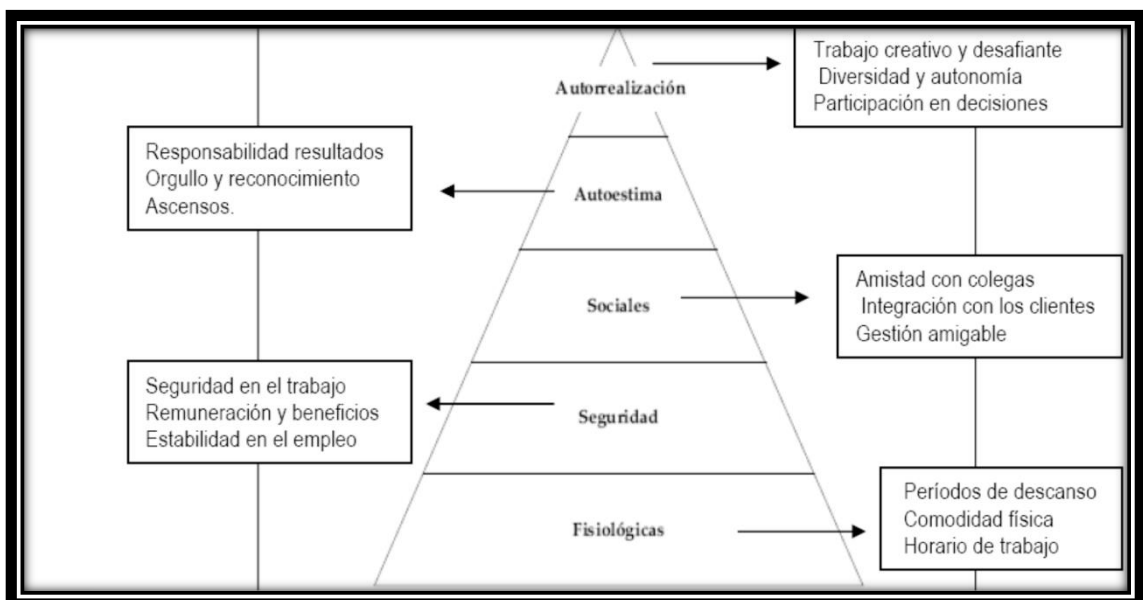 Trabajo creativo y desafiante
Diversidad y autonomía
Participación en decisiones
Autorrealización
Responsabilidad resultados
Orgullo y reconocimiento
Ascensos.
Autoestima
Amistad con colegas
Integración con los clientes
Gestión amigable
Sociales
Seguridad en el trabajo
Remuneración y beneficios
Estabilidad en el empleo
Seguridad
Períodos de descanso
Comodidad física
Horario de trabajo
Fisiológicas